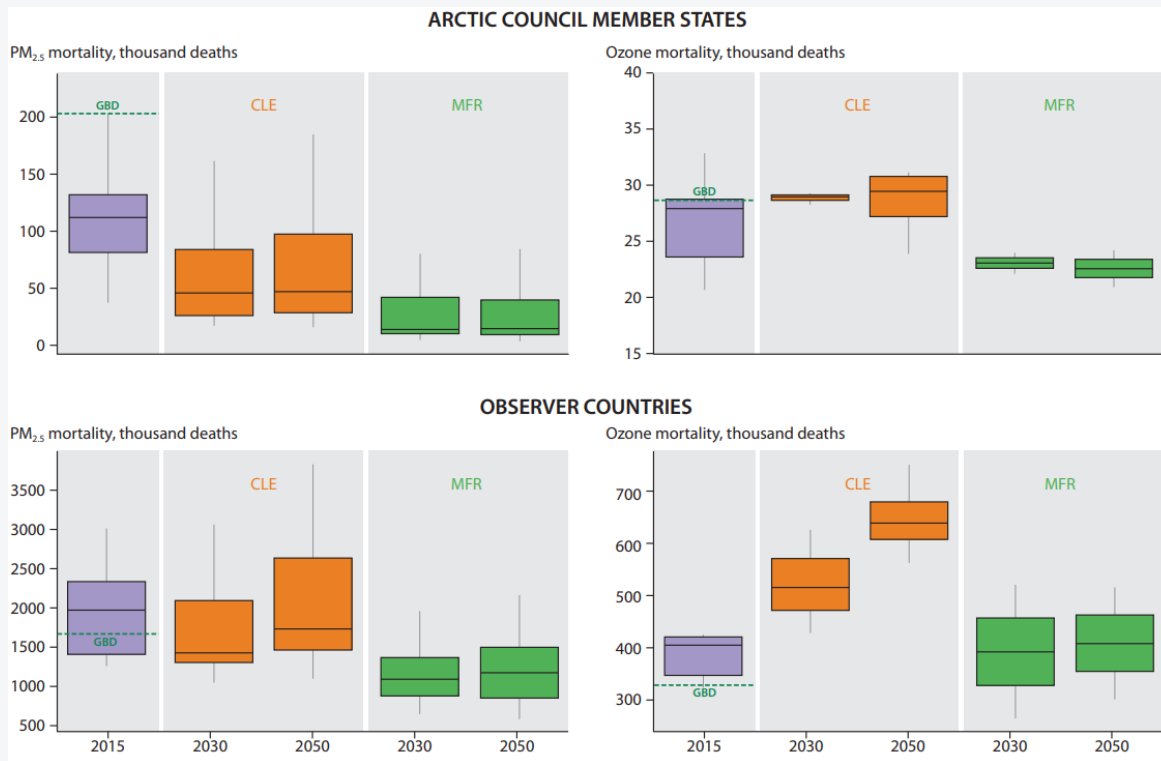 ARCTIC COUNCIL MEMBER STATES
PM2.5 mortality, thousand deaths
200
150
100
50
0
GBD
CLE
MFR
Ozone mortality, thousand deaths
40
35
30
25
20
15
GBD
CLE
MFR
OBSERVER COUNTRIES
PM2.5 mortality, thousand deaths
3500
3000
2500
2000
1500
1000
500
GBD
CLE
MFR
2015 2030 2050 2030 2050
Ozone mortality, thousand deaths
700
600
500
400
300
GBD
CLE
MFR
2015 2030 2050 2030 2050